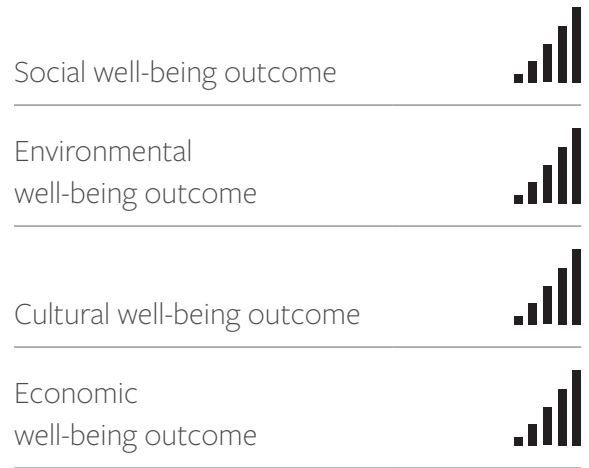 Social well-being outcome
Environmental
well-being outcome
Cultural well-being outcome
Economic
well-being outcome